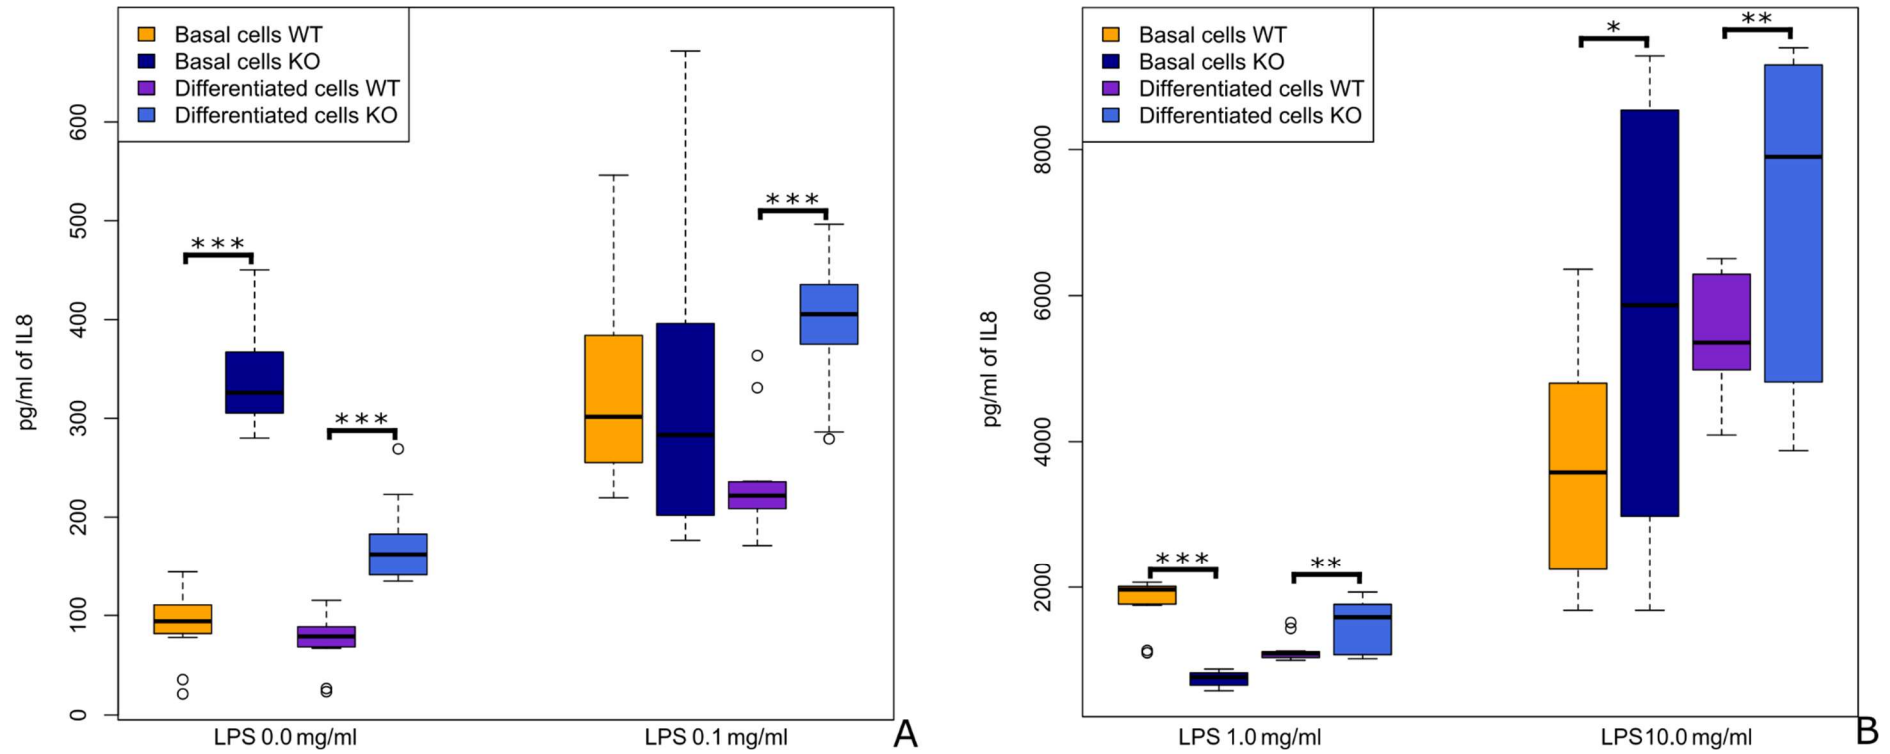 Basal cells WT
Basal cells KO
Differentiated cells WT
Differentiated cells KO
pg/ml of IL8
600
500
400
300
200
100
0
***
***
***
LPS 0.0 mg/ml
LPS 0.1 mg/ml
A
Basal cells WT
Basal cells KO
Differentiated cells WT
Differentiated cells KO
pg/ml of IL8
8000
6000
4000
2000
*
**
***
**
LPS 1.0 mg/ml
LPS10.0 mg/ml
B